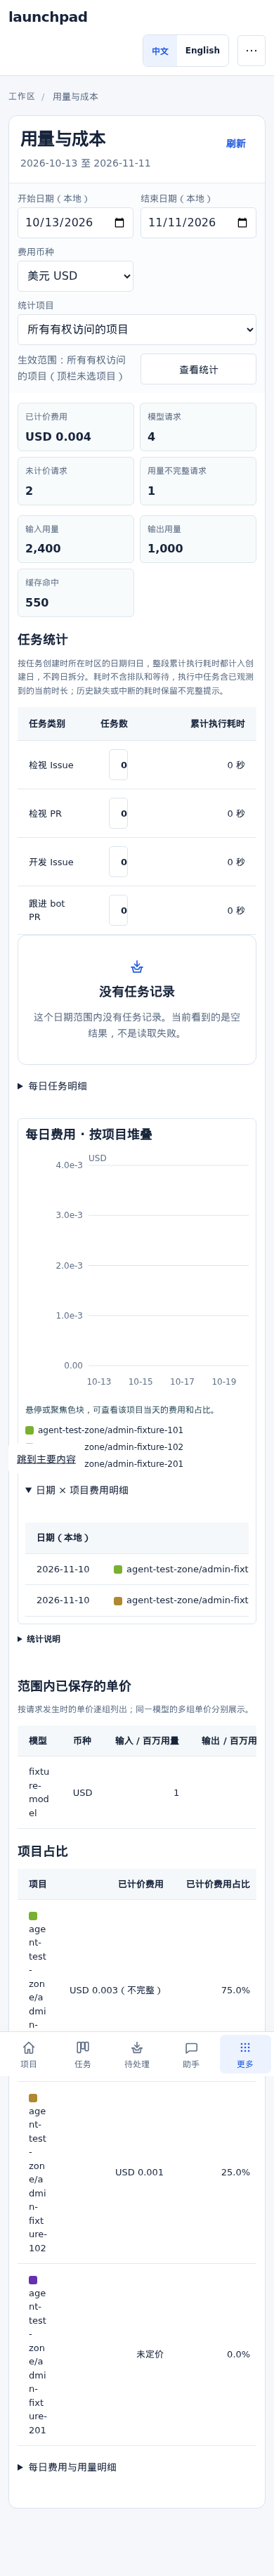 launchpad
中文 English ...
工作区 / 用量与成本
用量与成本
刷新
2026-10-13 至 2026-11-11
开始日期（本地） 结束日期（本地）
10/13/2026 11/11/2026
费用币种
美元 USD
统计项目
所有有权访问的项目
生效范围：所有有权访问
的项目（顶栏未选项目）
查看统计
已计价费用 模型请求
USD 0.004 4
未计价请求 用量不完整请求
2 1
输入用量 输出用量
2,400 1,000
缓存命中
550
任务统计
按任务创建时所在时区的日期归日，整段累计执行耗时都计入创
建日，不跨日拆分。耗时不含排队和等待，执行中任务含已观测
到的当前时长；历史缺失或中断的耗时保留不完整提示。
任务类别 任务数 累计执行耗时
检视 Issue 0 0 秒
检视 PR 0 0 秒
开发 Issue 0 0 秒
跟进 bot
PR 0 0 秒
没有任务记录
这个日期范围内没有任务记录。当前看到的是空
结果，不是读取失败。
每日任务明细
每日费用 · 按项目堆叠
USD
4.0e-3
3.0e-3
2.0e-3
1.0e-3
0.00
10-13 10-15 10-17 10-19
悬停或聚焦色块，可查看该项目当天的费用和占比。
agent-test-zone/admin-fixture-101
zone/admin-fixture-102
跳到主要内容
zone/admin-fixture-201
日期 × 项目费用明细
日期（本地）
2026-11-10 agent-test-zone/admin-fixt
2026-11-10 agent-test-zone/admin-fixt
统计说明
范围内已保存的单价
按请求发生时的单价逐组列出；同一模型的多组单价分别展示。
模型 币种 输入 / 百万用量 输出 / 百万用
fixtu
re-
mod
el
USD 1
项目占比
项目 已计价费用 已计价费用占比
age
nt-
test
-
zon
e/a
dmi
n-
USD 0.003（不完整） 75.0%
项目 任务 待处理 助手 更多
age
nt-
test
-
zon
e/a
dmi
n-
fixt
ure-
102
USD 0.001 25.0%
age
nt-
test
-
zon
e/a
dmi
n-
fixt
ure-
201
未定价 0.0%
每日费用与用量明细